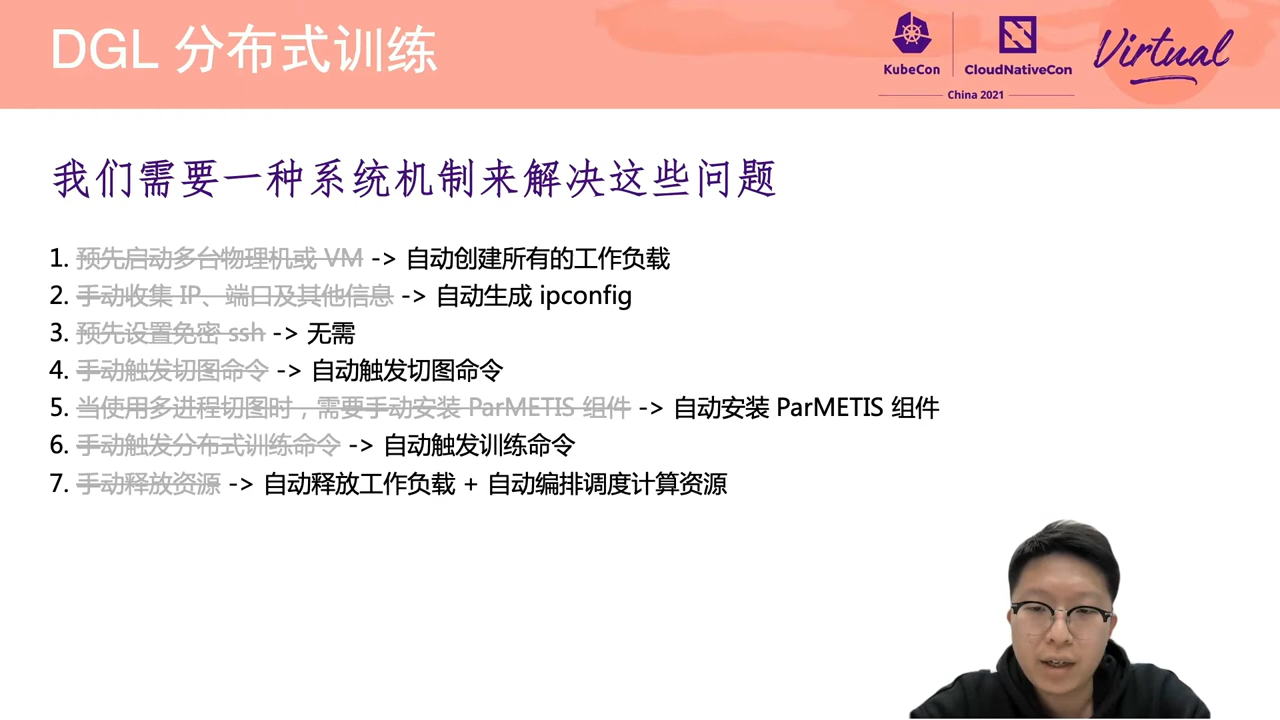 DGL 分布式训练
KubeCon
CloudNativeCon
Virtual
China 2021
我们需要一种系统机制来解决这些问题
1. 预先启动多台物理机或 VM -> 自动创建所有的工作负载
2. 手动收集 IP、端口及其他信息 -> 自动生成 ipconfig
3. 预先设置免密 ssh -> 无需
4. 手动触发切图命令 -> 自动触发切图命令
5. 当使用多进程切图时，需要手动安装 ParMETIS 组件 -> 自动安装 ParMETIS 组件
6. 手动触发分布式训练命令 -> 自动触发训练命令
7. 手动释放资源 -> 自动释放工作负载 + 自动编排调度计算资源